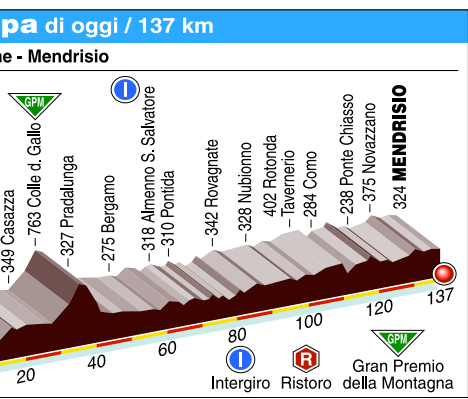 pa di oggi / 137 km
ne - Mendrisio
GPM
I
349 Casazza
763 Colle d. Gallo
327 Pradalunga
275 Bergamo
318 Almenno S. Salvatore
310 Pontida
342 Rovagnate
328 Nubionno
402 Rotonda
Tavernerio
284 Como
238 Ponte Chiasso
375 Novazzano
324 MENDRISIO
20
40
60
80
100
120
137
I
Intergiro
R
Ristoro
GPM
Gran Premio
della Montagna